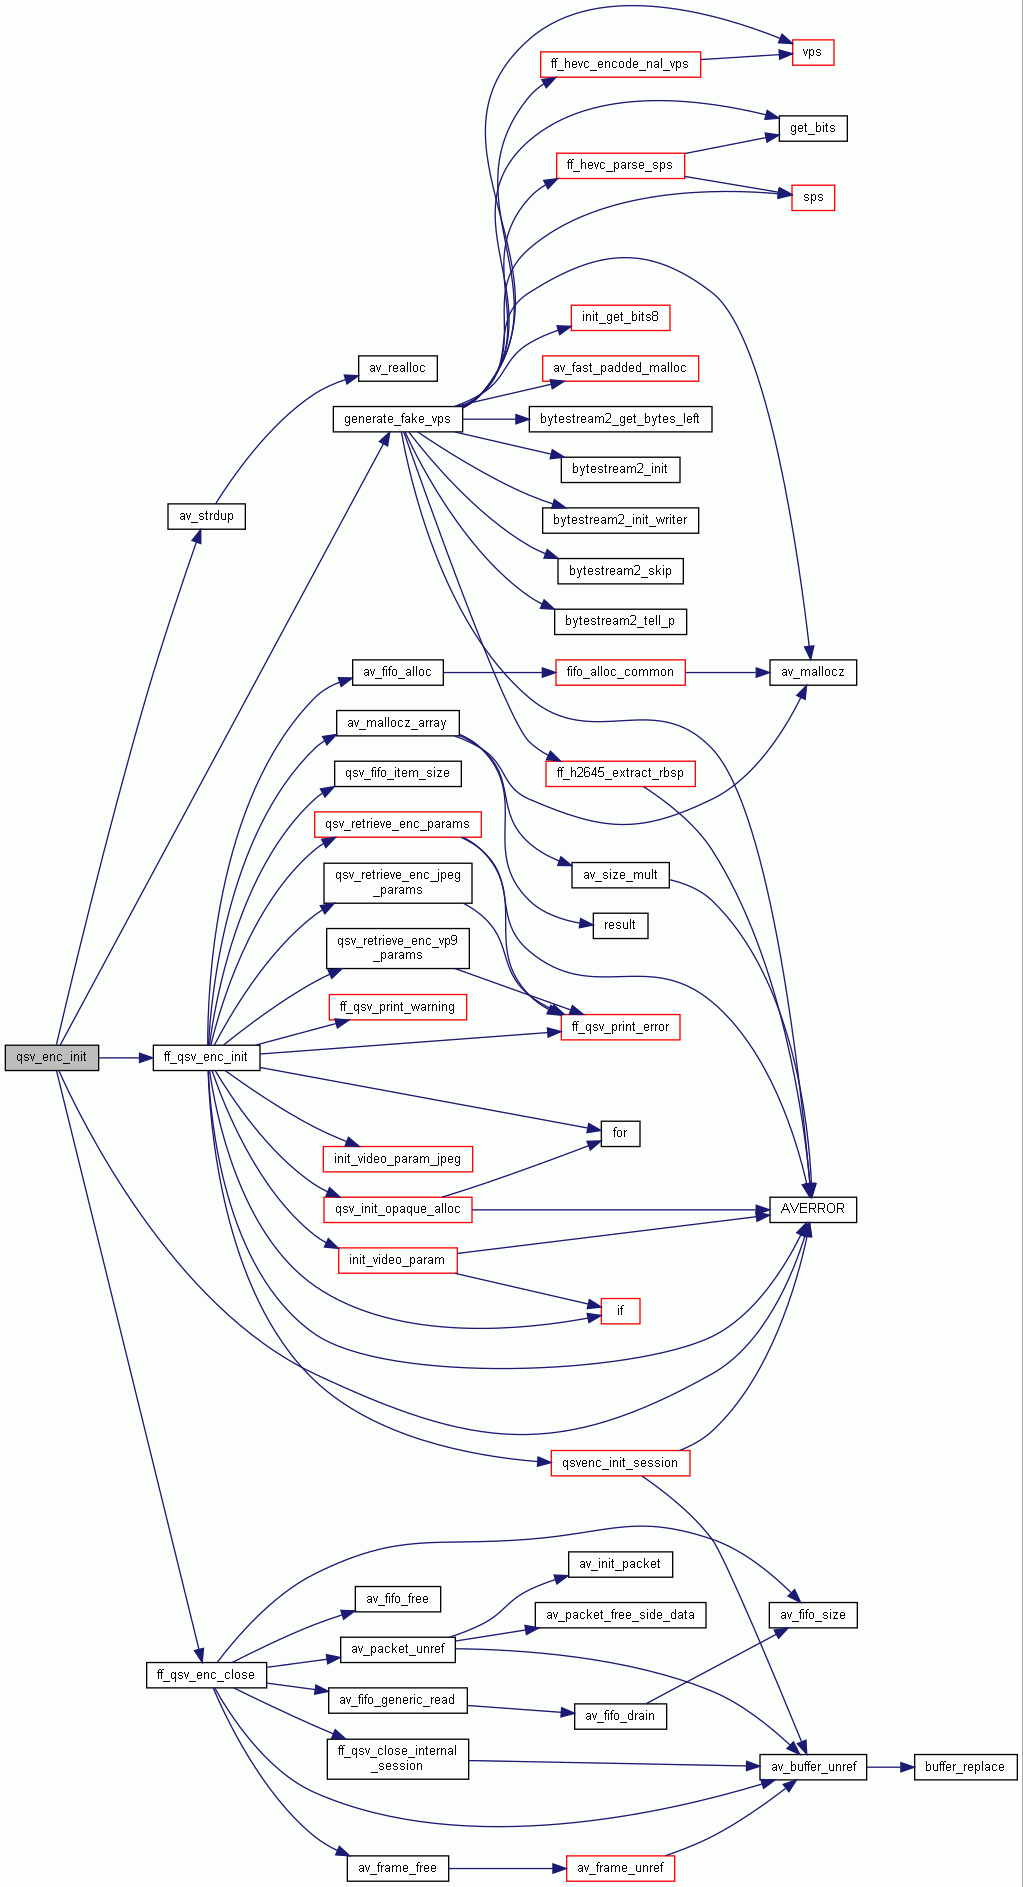 vps
ff_hevc_encode_nal_vps
get_bits
ff_hevc_parse_sps
sps
init_get_bits8
av_realloc
av_fast_padded_malloc
generate_fake_vps
bytestream2_get_bytes_left
bytestream2_init
av_strdup
bytestream2_init_writer
bytestream2_skip
bytestream2_tell_p
av_fifo_alloc
fifo_alloc_common
av_mallocz
av_mallocz_array
qsv_fifo_item_size
ff_h2645_extract_rbsp
qsv_retrieve_enc_params
qsv_retrieve_enc_jpeg
_params
av_size_mult
result
qsv_retrieve_enc_vp9
_params
ff_qsv_print_warning
ff_qsv_print_error
qsv_enc_init
ff_qsv_enc_init
for
init_video_param_jpeg
qsv_init_opaque_alloc
AVERROR
init_video_param
if
qsvenc_init_session
av_init_packet
av_fifo_free
av_packet_free_side_data
av_fifo_size
av_packet_unref
ff_qsv_enc_close
av_fifo_generic_read
av_fifo_drain
ff_qsv_close_internal
_session
av_buffer_unref
buffer_replace
av_frame_free
av_frame_unref